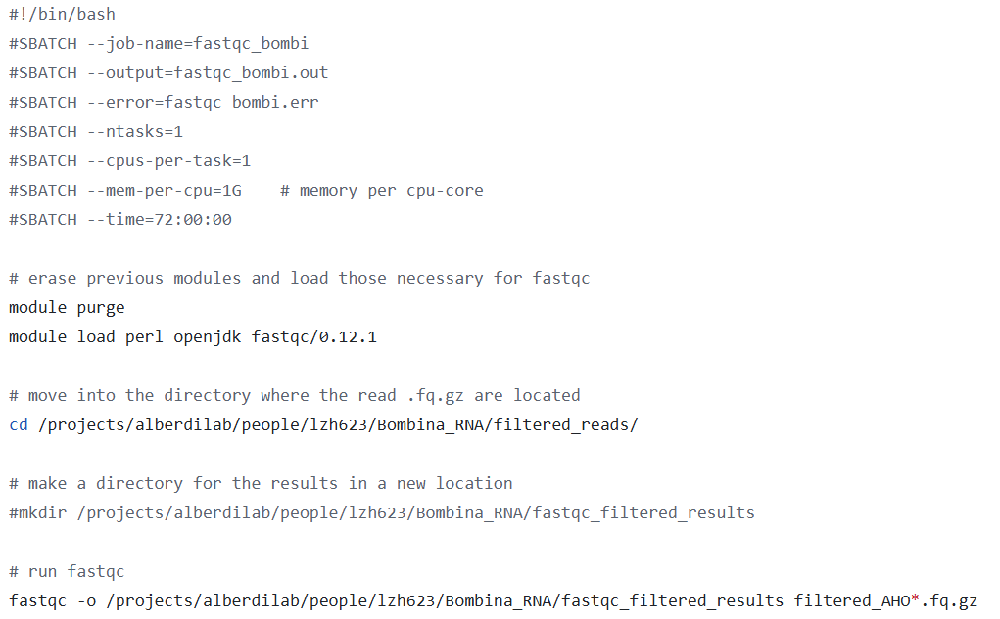 #!/bin/bash
#SBATCH --job-name=fastqc_bombi
#SBATCH --output=fastqc_bombi.out
#SBATCH --error=fastqc_bombi.err
#SBATCH --ntasks=1
#SBATCH --cpus-per-task=1
#SBATCH --mem-per-cpu=1G    # memory per cpu-core
#SBATCH --time=72:00:00
# erase previous modules and load those necessary for fastqc
module purge
module load perl openjdk fastqc/0.12.1
# move into the directory where the read .fq.gz are located
cd /projects/alberdilab/people/lzh623/Bombina_RNA/filtered_reads/
# make a directory for the results in a new location
#mkdir /projects/alberdilab/people/lzh623/Bombina_RNA/fastqc_filtered_results
# run fastqc
fastqc -o /projects/alberdilab/people/lzh623/Bombina_RNA/fastqc_filtered_results filtered_AHO*.fq.gz